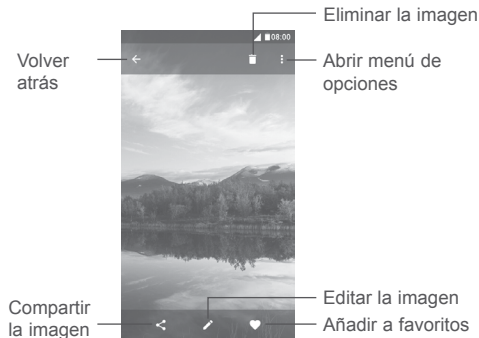 Eliminar la imagen
08:00
Volver
atrás
Abrir menú de
opciones
Compartir
la imagen
Editar la imagen
Añadir a favoritos